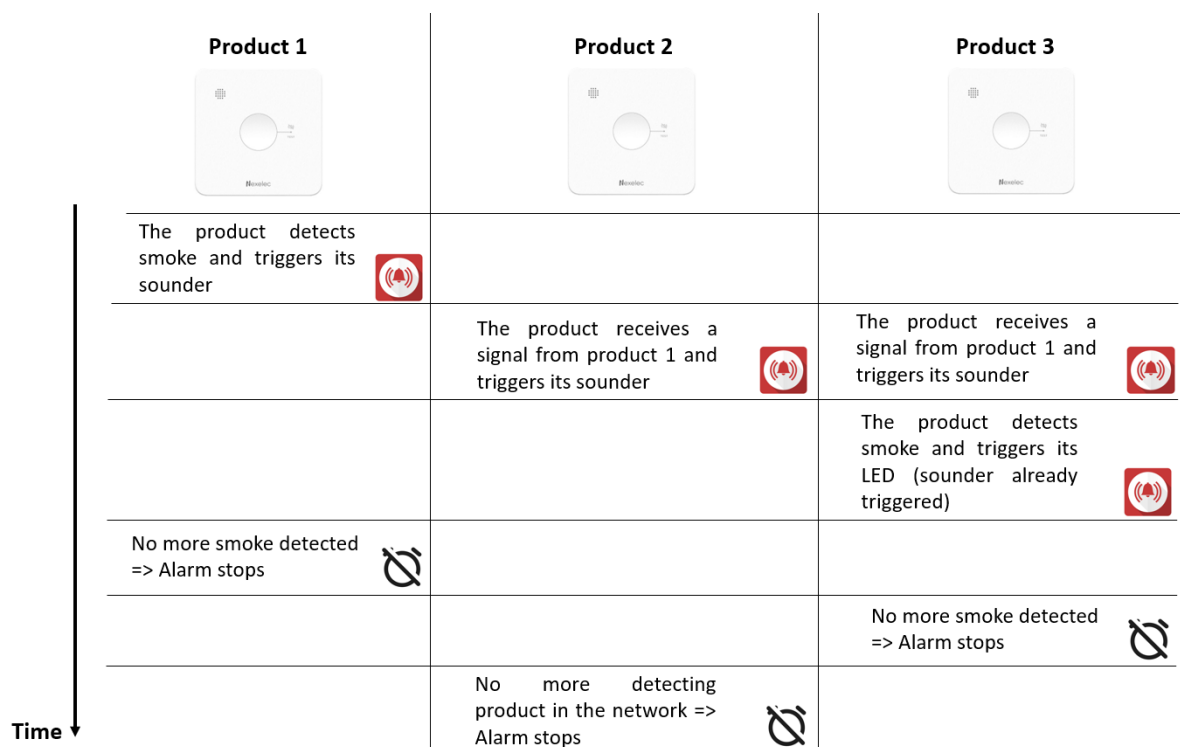 Product 1
Product 2
Product 3
Nexelec
Nexelec
Nexelec
The product detects
smoke and triggers its
sounder
The product receives a
signal from product 1 and
triggers its sounder
The product receives a
signal from product 1 and
triggers its sounder
The product detects
smoke and triggers its
LED (sounder already
triggered)
No more smoke detected
=> Alarm stops
No more smoke detected
=> Alarm stops
No more detecting
product in the network =>
Alarm stops
Time